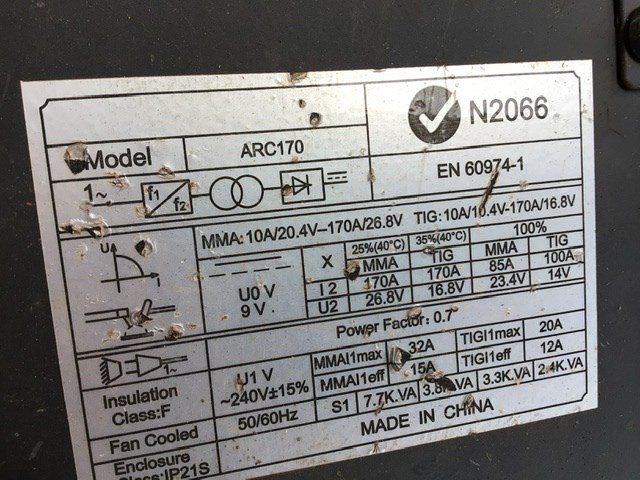 N2066
Model ARC170
EN 60974-1
1~ f1 f2
MMA: 10A/20.4V–170A/26.8V TIG: 10A/10.4V-170A/16.8V
X 25%(40°C) 35%(40°C) 100%
MMA TIG MMA TIG
I 2 170A 170A 85A 100A
U2 26.8V 16.8V 23.4V 14V
U I
U0 V
9 V
Power Factor: 0.7
1~
U1 V
~240V±15%
50/60Hz
MMAI1max 32A TIGI1max 20A
MMAI1eff 15A TIGI1eff 12A
S1 7.7K.VA 3.3K.VA 2.4K.VA
Insulation
Class:F
Fan Cooled
Enclosure
IP21S
MADE IN CHINA